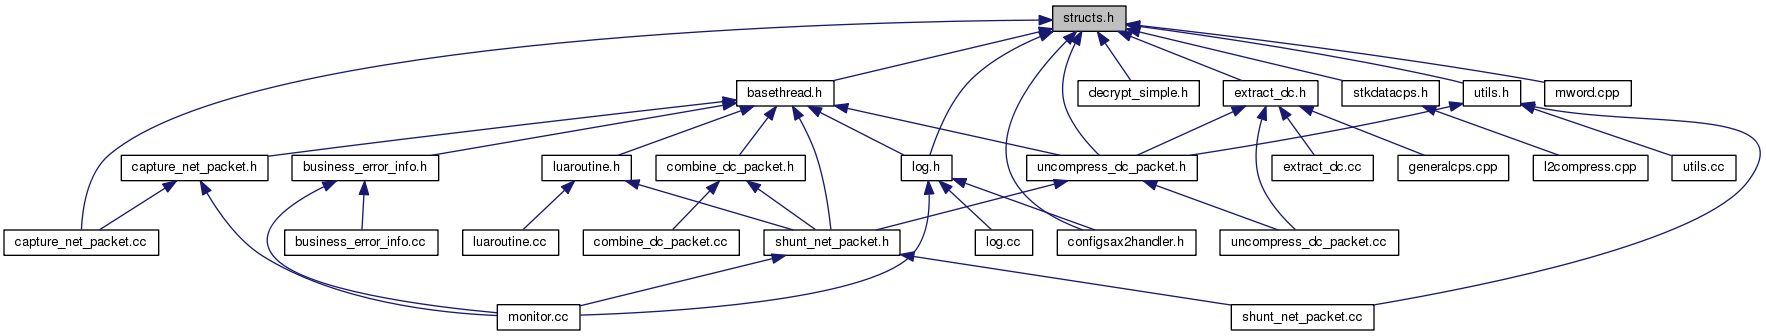 structs.h
basethread.h
decrypt_simple.h
extract_dc.h
stkdatacps.h
utils.h
mword.cpp
capture_net_packet.h
business_error_info.h
luaroutine.h
combine_dc_packet.h
log.h
uncompress_dc_packet.h
extract_dc.cc
generalcps.cpp
l2compress.cpp
utils.cc
capture_net_packet.cc
business_error_info.cc
luaroutine.cc
combine_dc_packet.cc
shunt_net_packet.h
log.cc
configsax2handler.h
uncompress_dc_packet.cc
monitor.cc
shunt_net_packet.cc